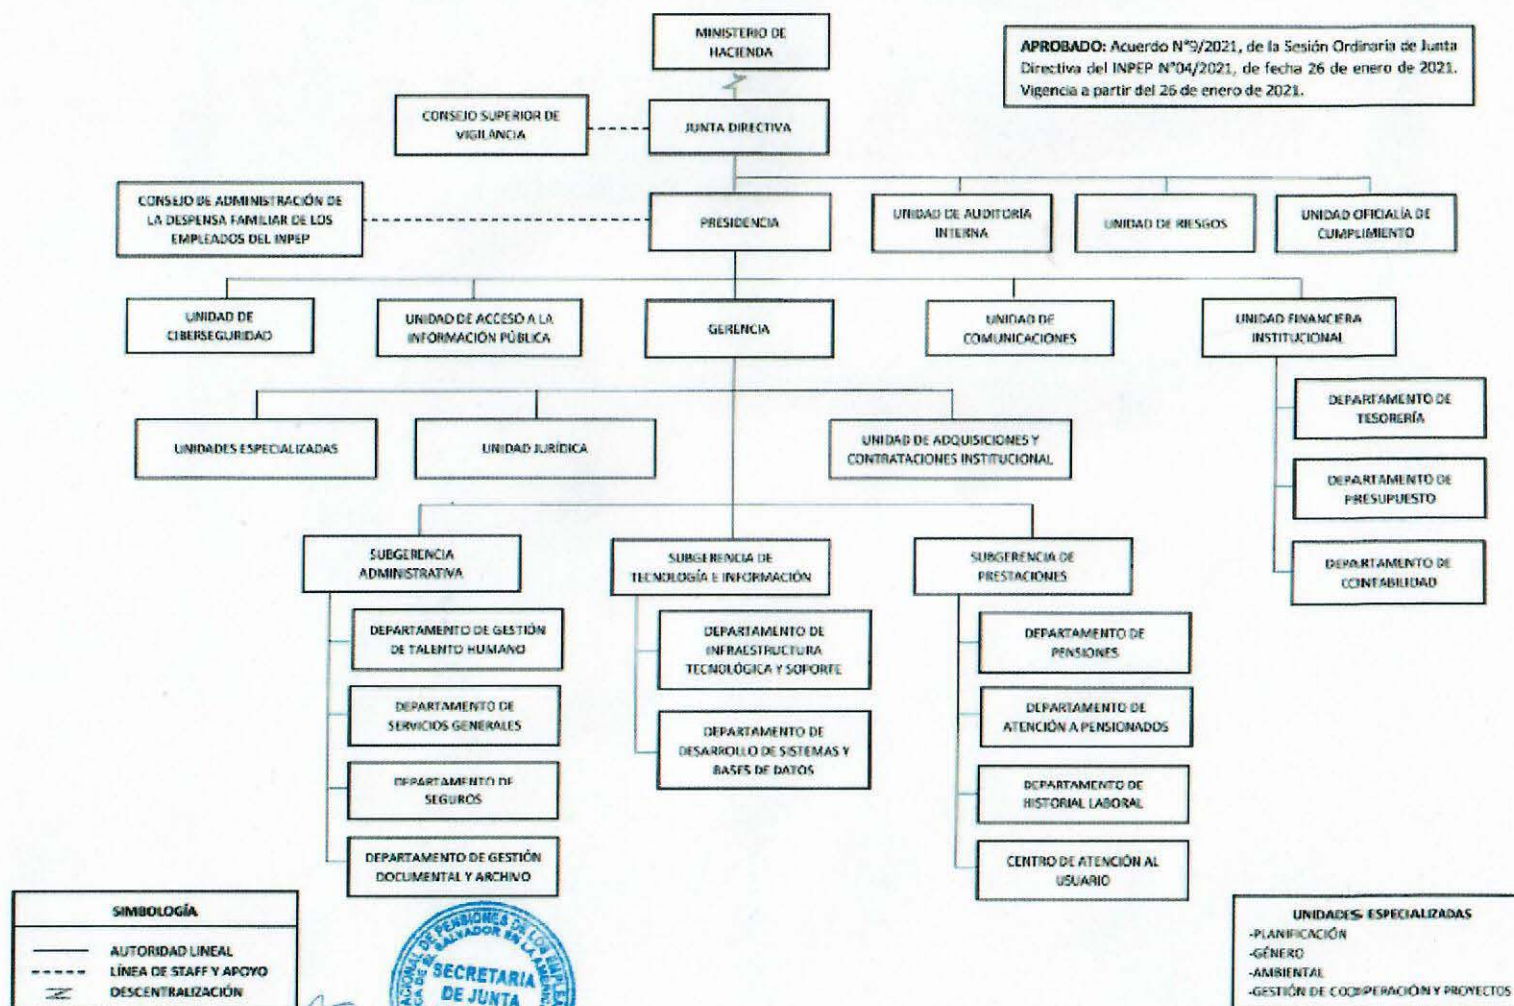 MINISTERIO DE
HACIENDA
APROBADO: Acuerdo N°9/2021, de la Sesión Ordinaria de Junta
Directiva del INPEP N°04/2021, de fecha 26 de enero de 2021.
Vigencia a partir del 26 de enero de 2021.
CONSEJO SUPERIOR DE
VIGILANCIA
JUNTA DIRECTIVA
CONSEJO DE ADMINISTRACIÓN DE
LA DESPENSA FAMILIAR DE LOS
EMPLEADOS DEL INPEP
PRESIDENCIA
UNIDAD DE AUDITORÍA
INTERNA
UNIDAD DE RIESGOS
UNIDAD OFICIALÍA DE
CUMPLIMIENTO
UNIDAD DE
CIBERSEGURIDAD
UNIDAD DE ACCESO A LA
INFORMACIÓN PÚBLICA
GERENCIA
UNIDAD DE
COMUNICACIONES
UNIDAD FINANCIERA
INSTITUCIONAL
DEPARTAMENTO DE
TESORERÍA
DEPARTAMENTO DE
PRESUPUESTO
DEPARTAMENTO DE
CONTABILIDAD
UNIDADES ESPECIALIZADAS
UNIDAD JURÍDICA
UNIDAD DE ADQUISICIONES Y
CONTRATACIONES INSTITUCIONAL
SUBGERENCIA
ADMINISTRATIVA
DEPARTAMENTO DE GESTIÓN
DE TALENTO HUMANO
DEPARTAMENTO DE
SERVICIOS GENERALES
DEPARTAMENTO DE
SEGUROS
DEPARTAMENTO DE GESTIÓN
DOCUMENTAL Y ARCHIVO
SUBGERENCIA DE
TECNOLOGÍA E INFORMACIÓN
DEPARTAMENTO DE
INFRAESTRUCTURA
TECNOLÓGICA Y SOPORTE
DEPARTAMENTO DE
DESARROLLO DE SISTEMAS Y
BASES DE DATOS
SUBGERENCIA DE
PRESTACIONES
DEPARTAMENTO DE
PENSIONES
DEPARTAMENTO DE
ATENCIÓN A PENSIONADOS
DEPARTAMENTO DE
HISTORIAL LABORAL
CENTRO DE ATENCIÓN AL
USUARIO
SIMBOLOGÍA
AUTORIDAD LINEAL
LÍNEA DE STAFF Y APOYO
DESCENTRALIZACIÓN
DE PENSIONES DE LOS
EL SALVADOR EN LA
SECRETARIA
DE JUNTA
UNIDADES ESPECIALIZADAS
-PLANIFICACIÓN
-GÉNERO
-AMBIENTAL
-GESTIÓN DE COOPERACIÓN Y PROYECTOS